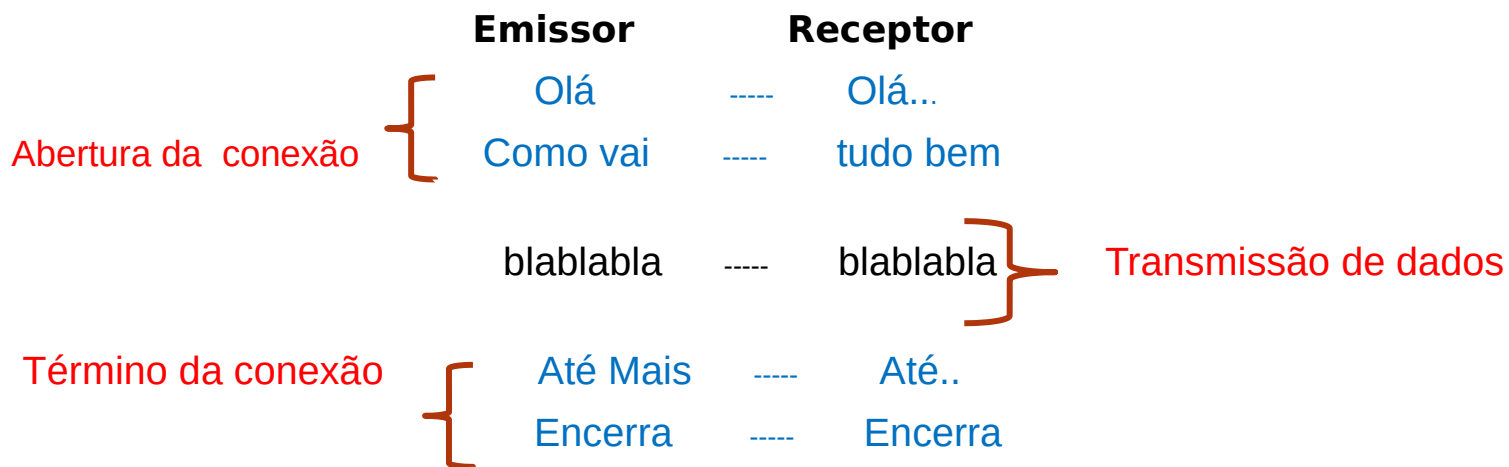 Emissor Receptor
Olá ----- Olá...
Abertura da conexão Como vai ----- tudo bem
blablabla ----- blablabla Transmissão de dados
Término da conexão Até Mais ----- Até..
Encerra ----- Encerra